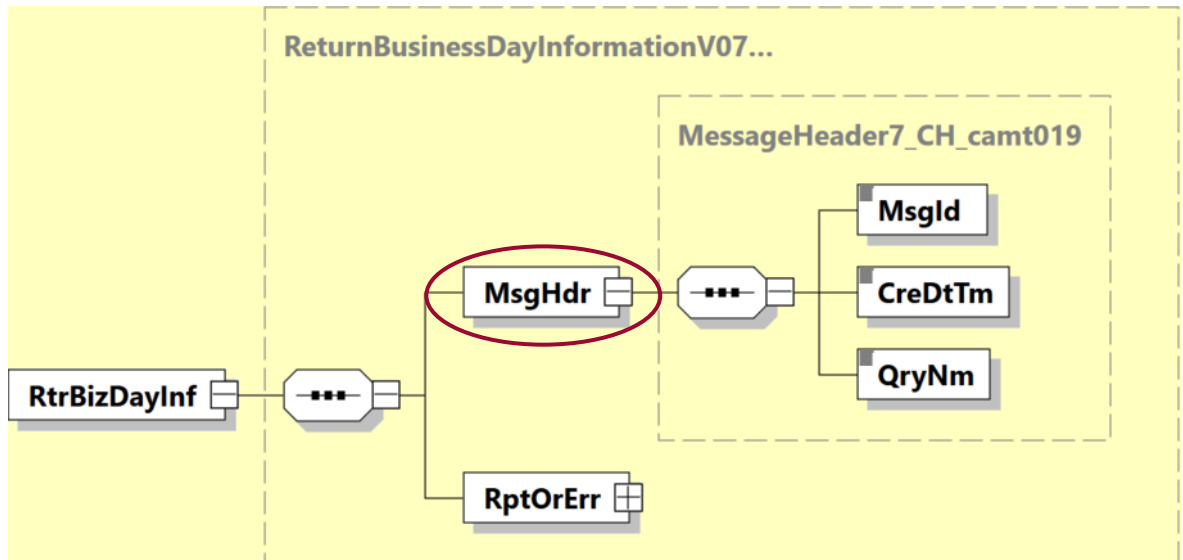 ReturnBusinessDayInformationV07...
MessageHeader7_CH_camt019
MsgId
MsgHdr
CreDtTm
QryNm
RtrBizDayInf
RptOrErr